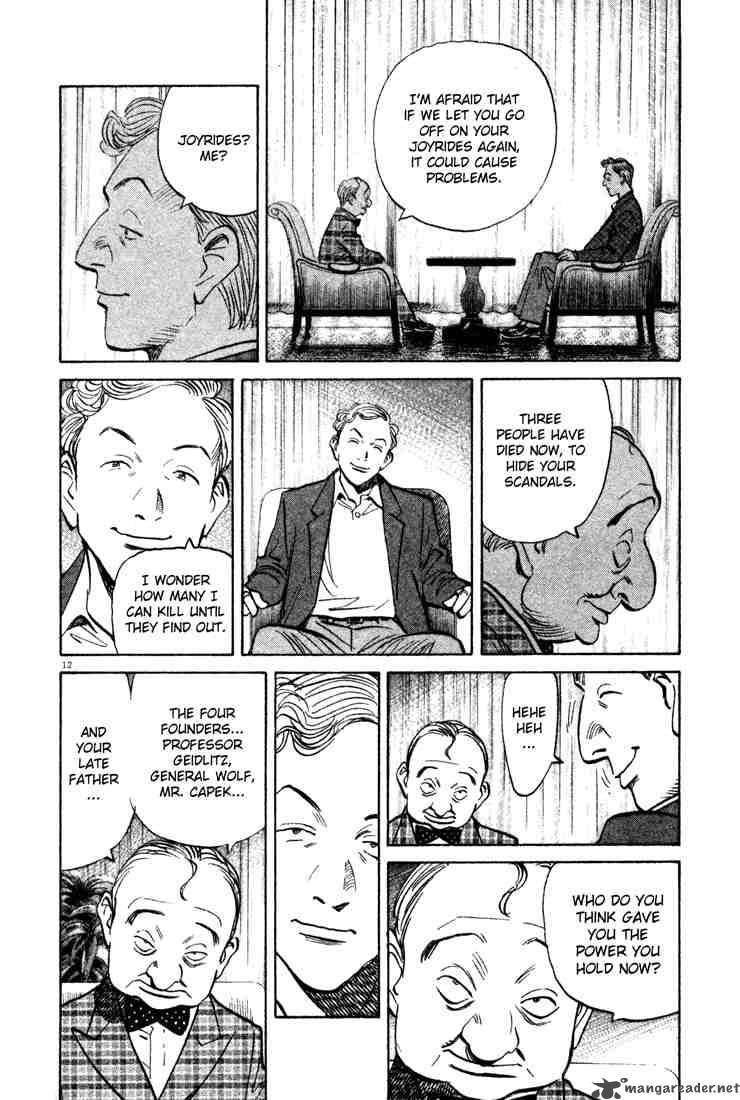 I'M AFRAID THAT
IF WE LET YOU GO
OFF ON YOUR
JOYRIDES AGAIN,
IT COULD CAUSE
PROBLEMS.
JOYRIDES?
ME?
THREE
PEOPLE HAVE
DIED NOW, TO
HIDE YOUR
SCANDALS.
I WONDER
HOW MANY I
CAN KILL UNTIL
THEY FIND OUT.
12
HEHE
HEH
...
WHO DO YOU
THINK GAVE
YOU THE
POWER YOU
HOLD NOW?
THE FOUR
FOUNDERS...
PROFESSOR
GEIDLITZ,
GENERAL WOLF,
MR. CAPEK...
AND
YOUR
LATE
FATHER
...
mangareader.net